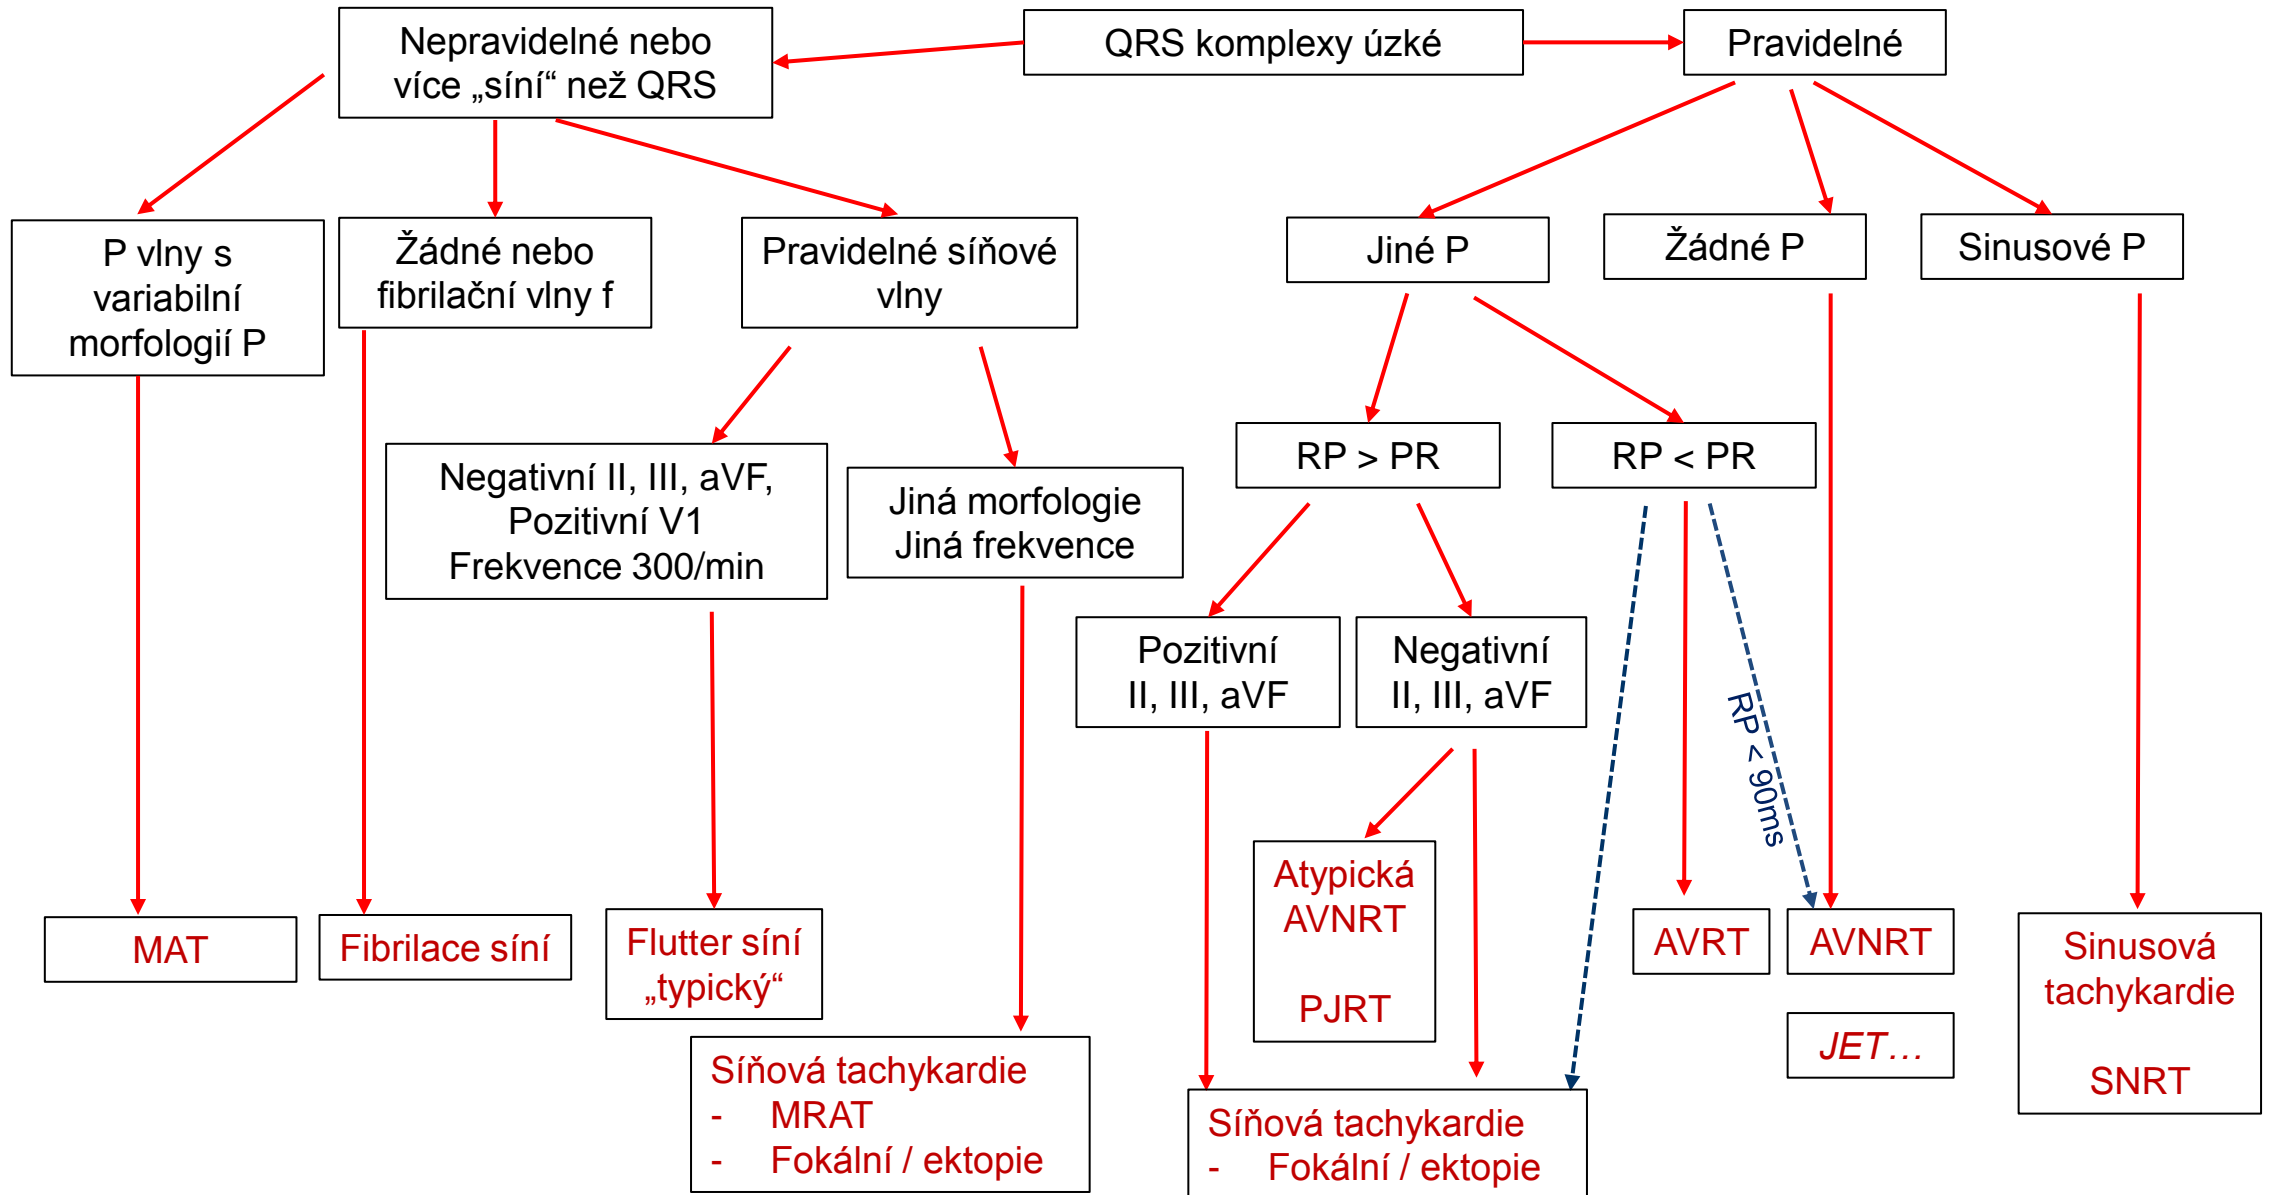 Nepravidelné nebo
více „síní“ než QRS
QRS komplexy úzké
Pravidelné
P vlny s
variabilní
morfologií P
Žádné nebo
fibrilační vlny f
Pravidelné síňové
vlny
Jiné P
Žádné P
Sinusové P
Negativní II, III, aVF,
Pozitivní V1
Frekvence 300/min
Jiná morfologie
Jiná frekvence
RP > PR
RP < PR
Pozitivní
II, III, aVF
Negativní
II, III, aVF
RP < 90ms
MAT
Fibrilace síní
Flutter síní
„typický“
Síňová tachykardie
- MRAT
- Fokální / ektopie
Atypická
AVNRT
PJRT
Síňová tachykardie
- Fokální / ektopie
AVRT
AVNRT
JET…
Sinusová
tachykardie
SNRT